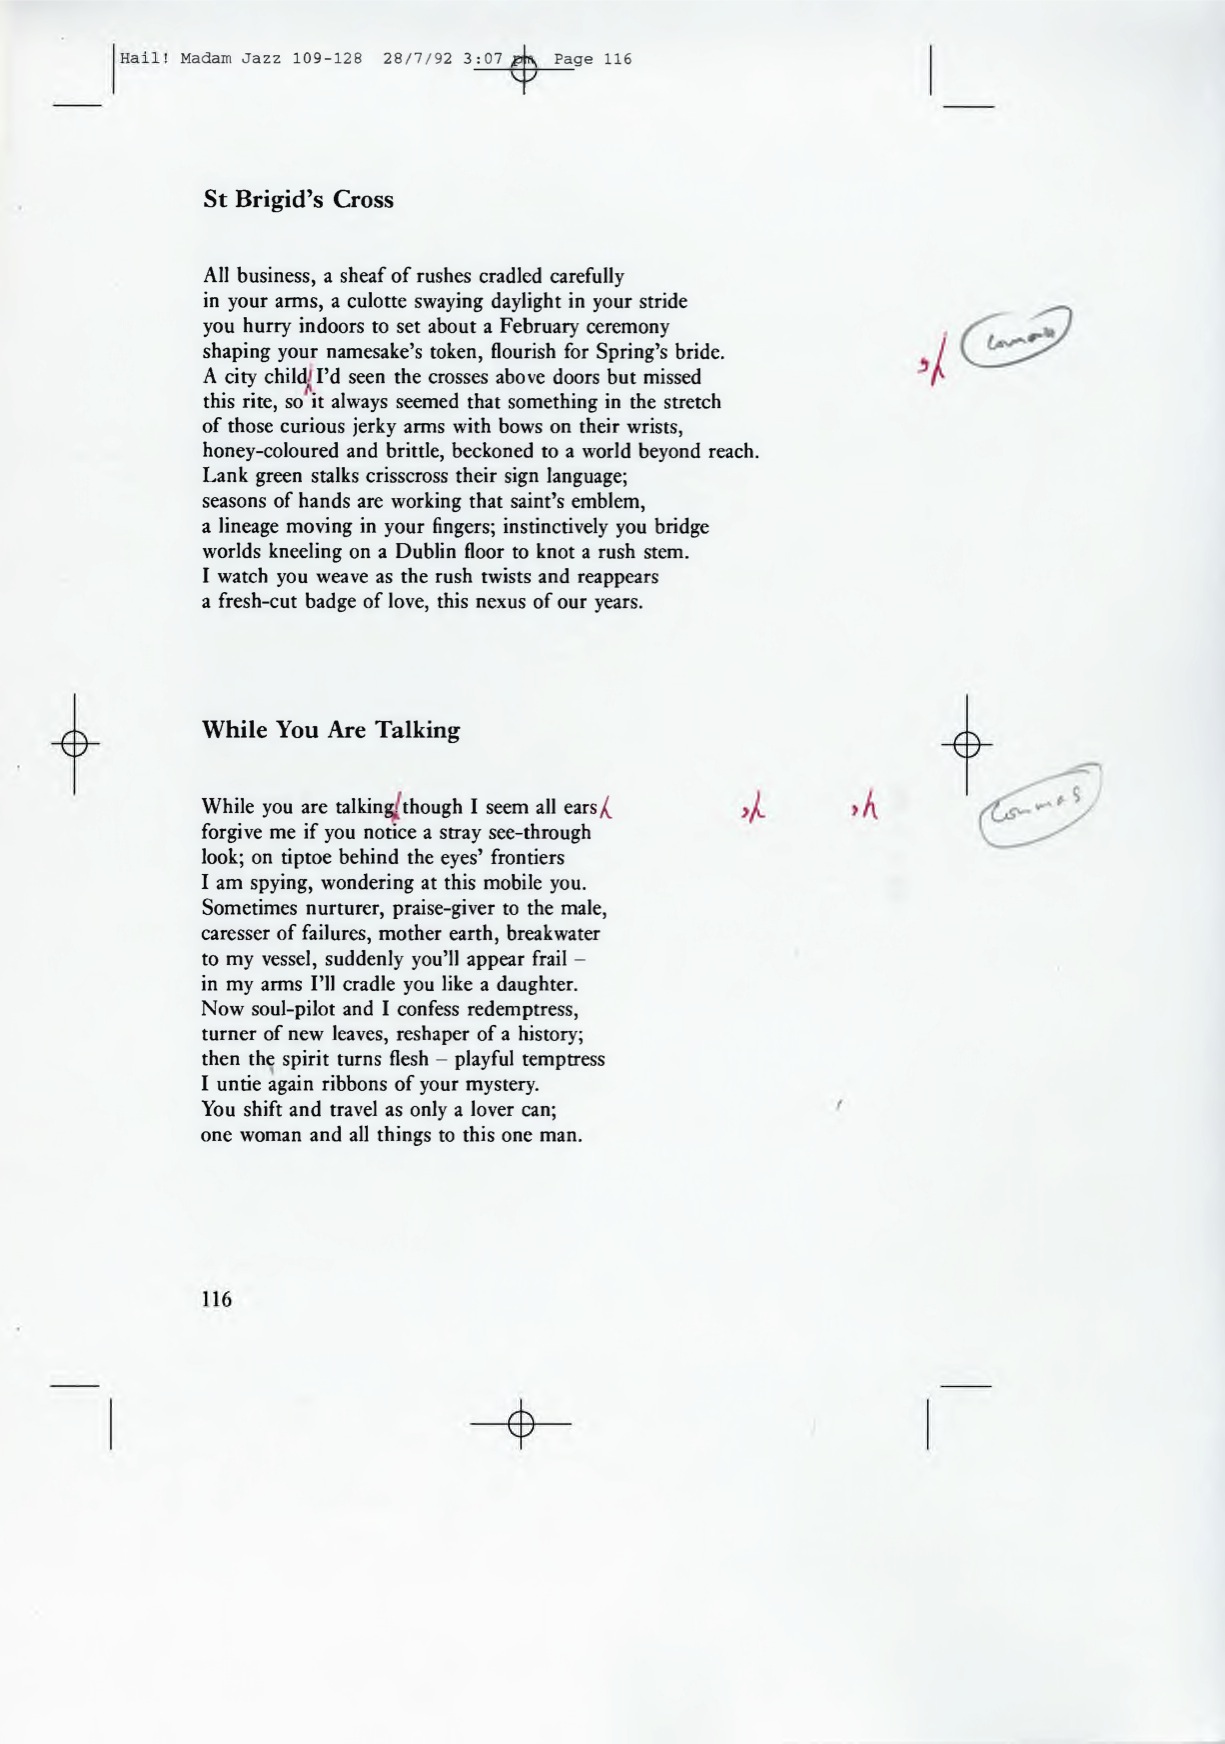 Hail! Madam Jazz 109-128 28/7/92 3:07 pm Page 116
St Brigid's Cross
All business, a sheaf of rushes cradled carefully
in your arms, a culotte swaying daylight in your stride
you hurry indoors to set about a February ceremony
shaping your namesake's token, flourish for Spring's bride.
A city child I'd seen the crosses above doors but missed
this rite, so it always seemed that something in the stretch
of those curious jerky arms with bows on their wrists,
honey-coloured and brittle, beckoned to a world beyond reach.
Lank green stalks crisscross their sign language;
seasons of hands are working that saint's emblem,
a lineage moving in your fingers; instinctively you bridge
worlds kneeling on a Dublin floor to knot a rush stem.
I watch you weave as the rush twists and reappears
a fresh-cut badge of love, this nexus of our years.
,/
comma
While You Are Talking
While you are talking though I seem all ears
forgive me if you notice a stray see-through
look; on tiptoe behind the eyes' frontiers
I am spying, wondering at this mobile you.
Sometimes nurturer, praise-giver to the male,
caresser of failures, mother earth, breakwater
to my vessel, suddenly you'll appear frail –
in my arms I'll cradle you like a daughter.
Now soul-pilot and I confess redemptress,
turner of new leaves, reshaper of a history;
then the spirit turns flesh – playful temptress
I untie again ribbons of your mystery.
You shift and travel as only a lover can;
one woman and all things to this one man.
,/ ,/
commas
116